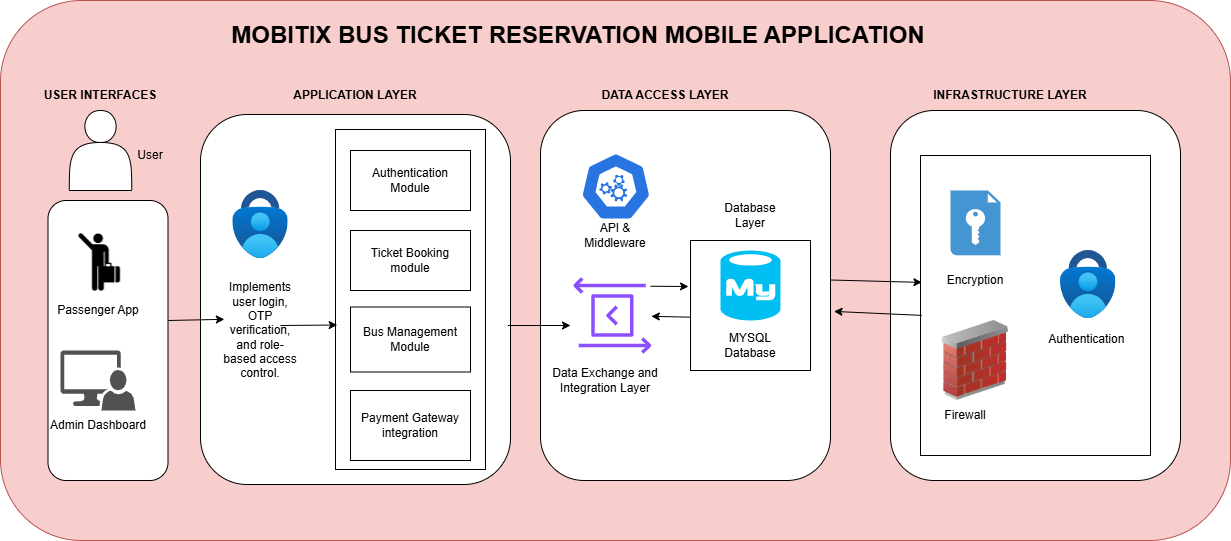 MOBITIX BUS TICKET RESERVATION MOBILE APPLICATION
USER INTERFACES
User
Passenger App
Admin Dashboard
APPLICATION LAYER
Implements
user login,
OTP
verification,
and role-
based access
control.
Authentication
Module
Ticket Booking
module
Bus Management
Module
Payment Gateway
integration
DATA ACCESS LAYER
API &
Middleware
Data Exchange and
Integration Layer
Database
Layer
My
MYSQL
Database
INFRASTRUCTURE LAYER
Encryption
Firewall
Authentication